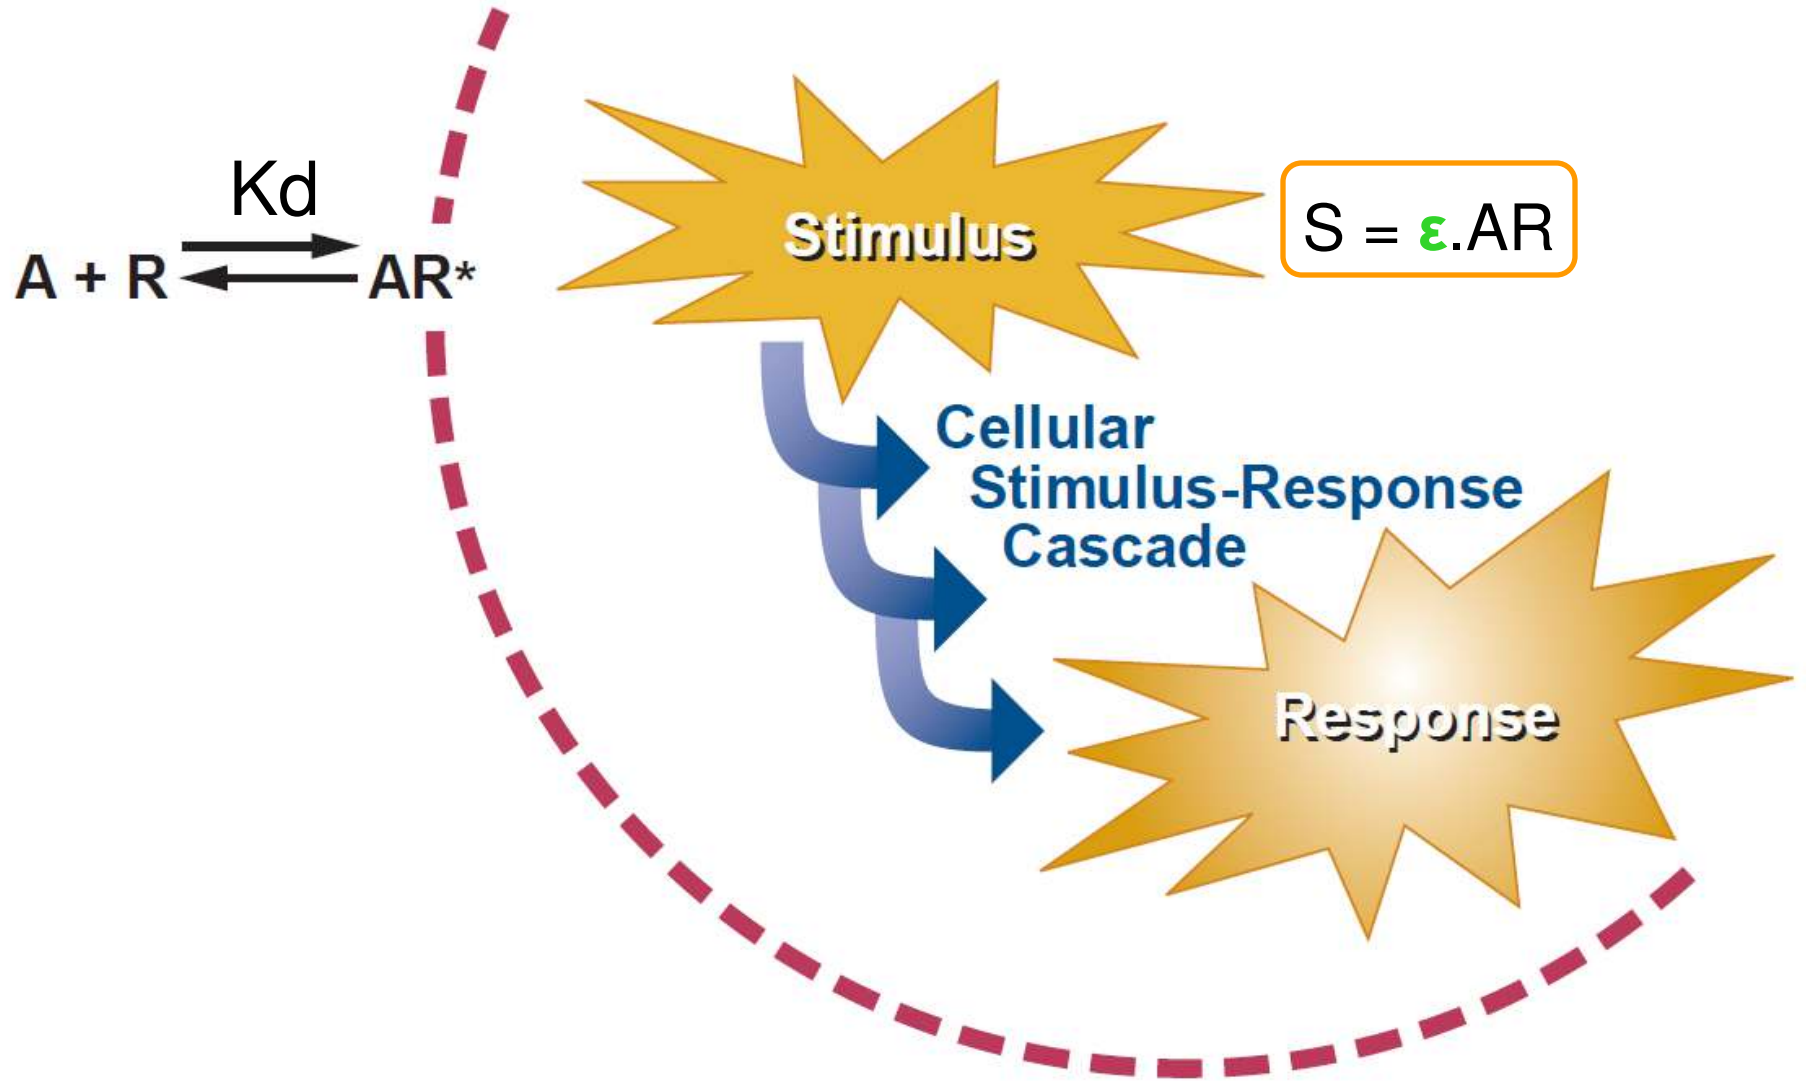 Kd
A + R AR*
Stimulus
S = ε.AR
Cellular
Stimulus-Response
Cascade
Response